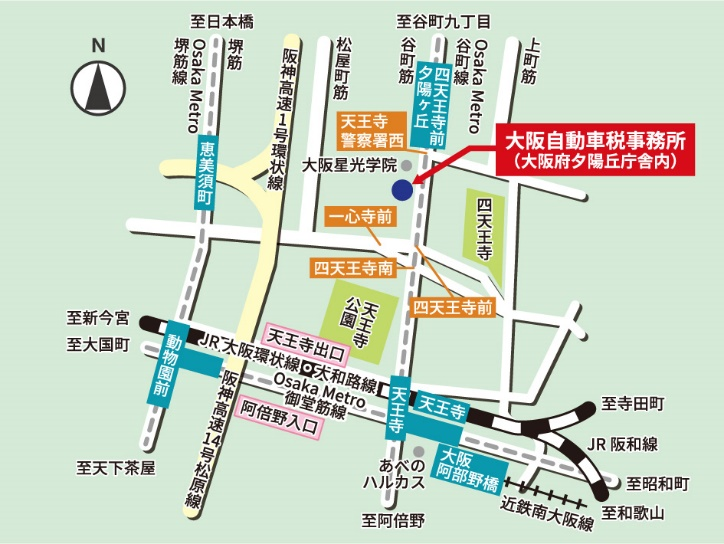 至日本橋
至谷町九丁目
N
堺筋
Osaka Metro
堺筋線
阪神高速1号環状線
松屋町筋
谷町筋
四天王寺前
夕陽ヶ丘
Osaka Metro
谷町線
上町筋
天王寺
警察署西
大阪自動車税事務所
（大阪府夕陽丘庁舎内）
大阪星光学院
恵美須町
一心寺前
四天王寺
四天王寺南
四天王寺前
天王寺
公園
至新今宮
至大国町
動物園前
天王寺出口
JR大阪環状線・大和路線
Osaka Metro
御堂筋線
阿倍野入口
阪神高速14号松原線
天王寺
天王寺
至寺田町
JR阪和線
大阪
阿部野橋
あべの
ハルカス
至天下茶屋
至昭和町
近鉄南大阪線
至和歌山
至阿倍野